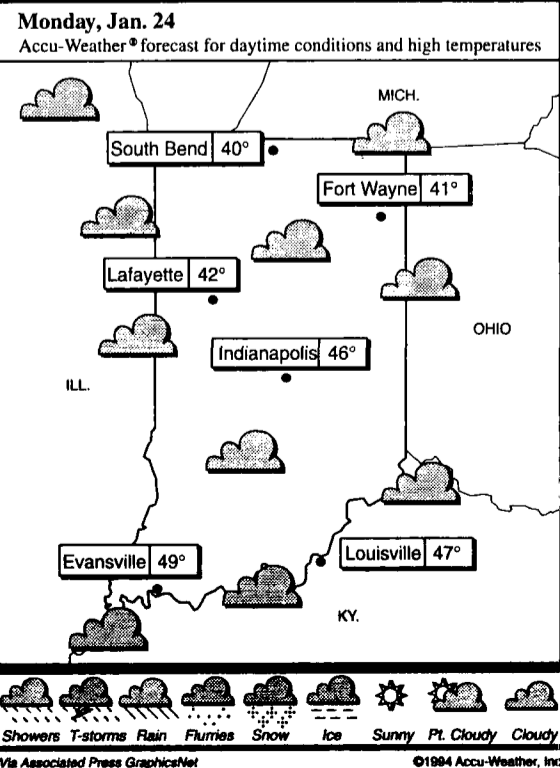 Monday, Jan. 24
Accu-Weather® forecast for daytime conditions and high temperatures
MICH.
South Bend 40°
Fort Wayne 41°
Lafayette 42°
OHIO
Indianapolis 46°
ILL.
Evansville 49°
Louisville 47°
KY.
Showers T-storms Rain Flurries Snow Ice Sunny Pt. Cloudy Cloudy
Via Associated Press GraphicsNet ©1994 Accu-Weather, Inc